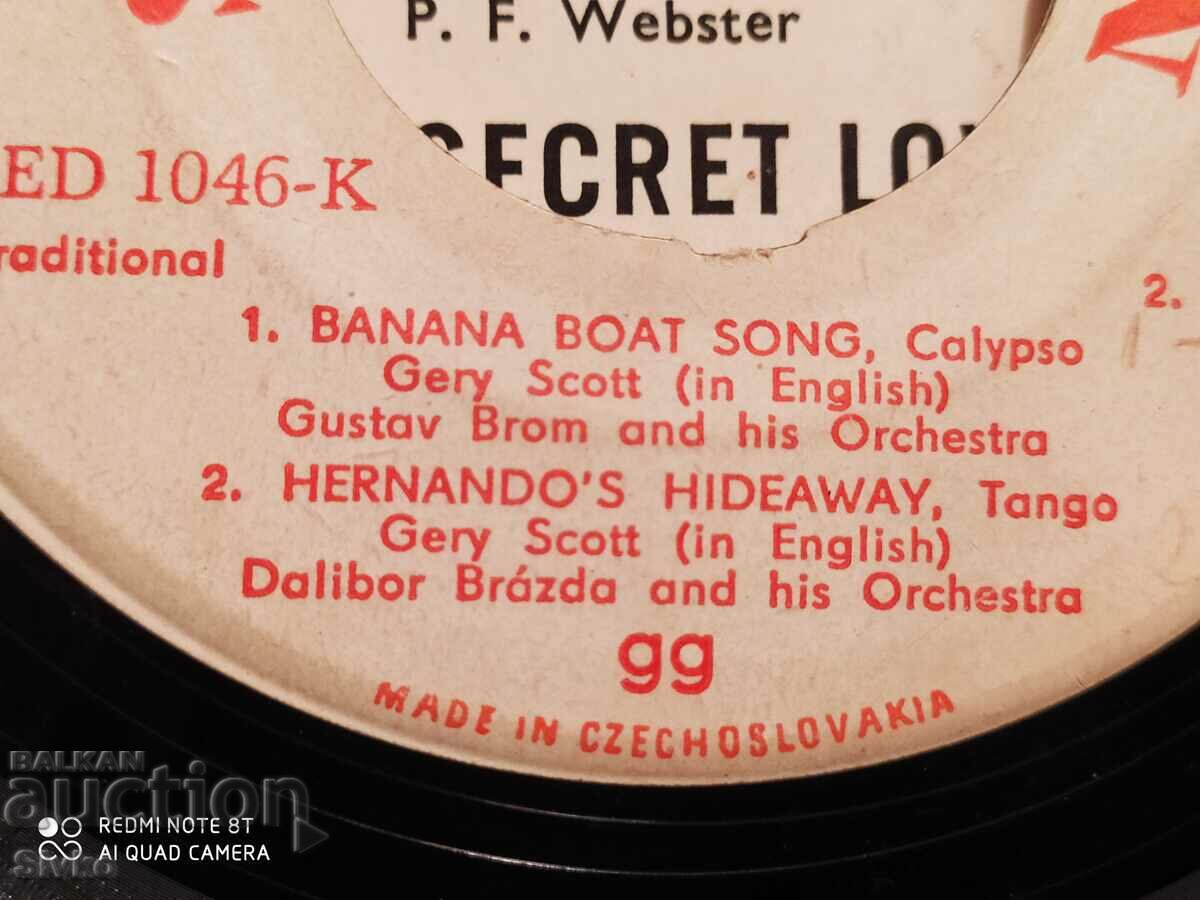 P. F. Webster
SECRET LO
ED 1046-K
raditional
2.
1. BANANA BOAT SONG, Calypso
Gery Scott (in English)
Gustav Brom and his Orchestra
2. HERNANDO'S HIDEAWAY, Tango
Gery Scott (in English)
Dalibor Brázda and his Orchestra
gg
MADE IN CZECHOSLOVAKIA
BALKAN
auction
REDMI NOTE 8T
AI QUAD CAMERA